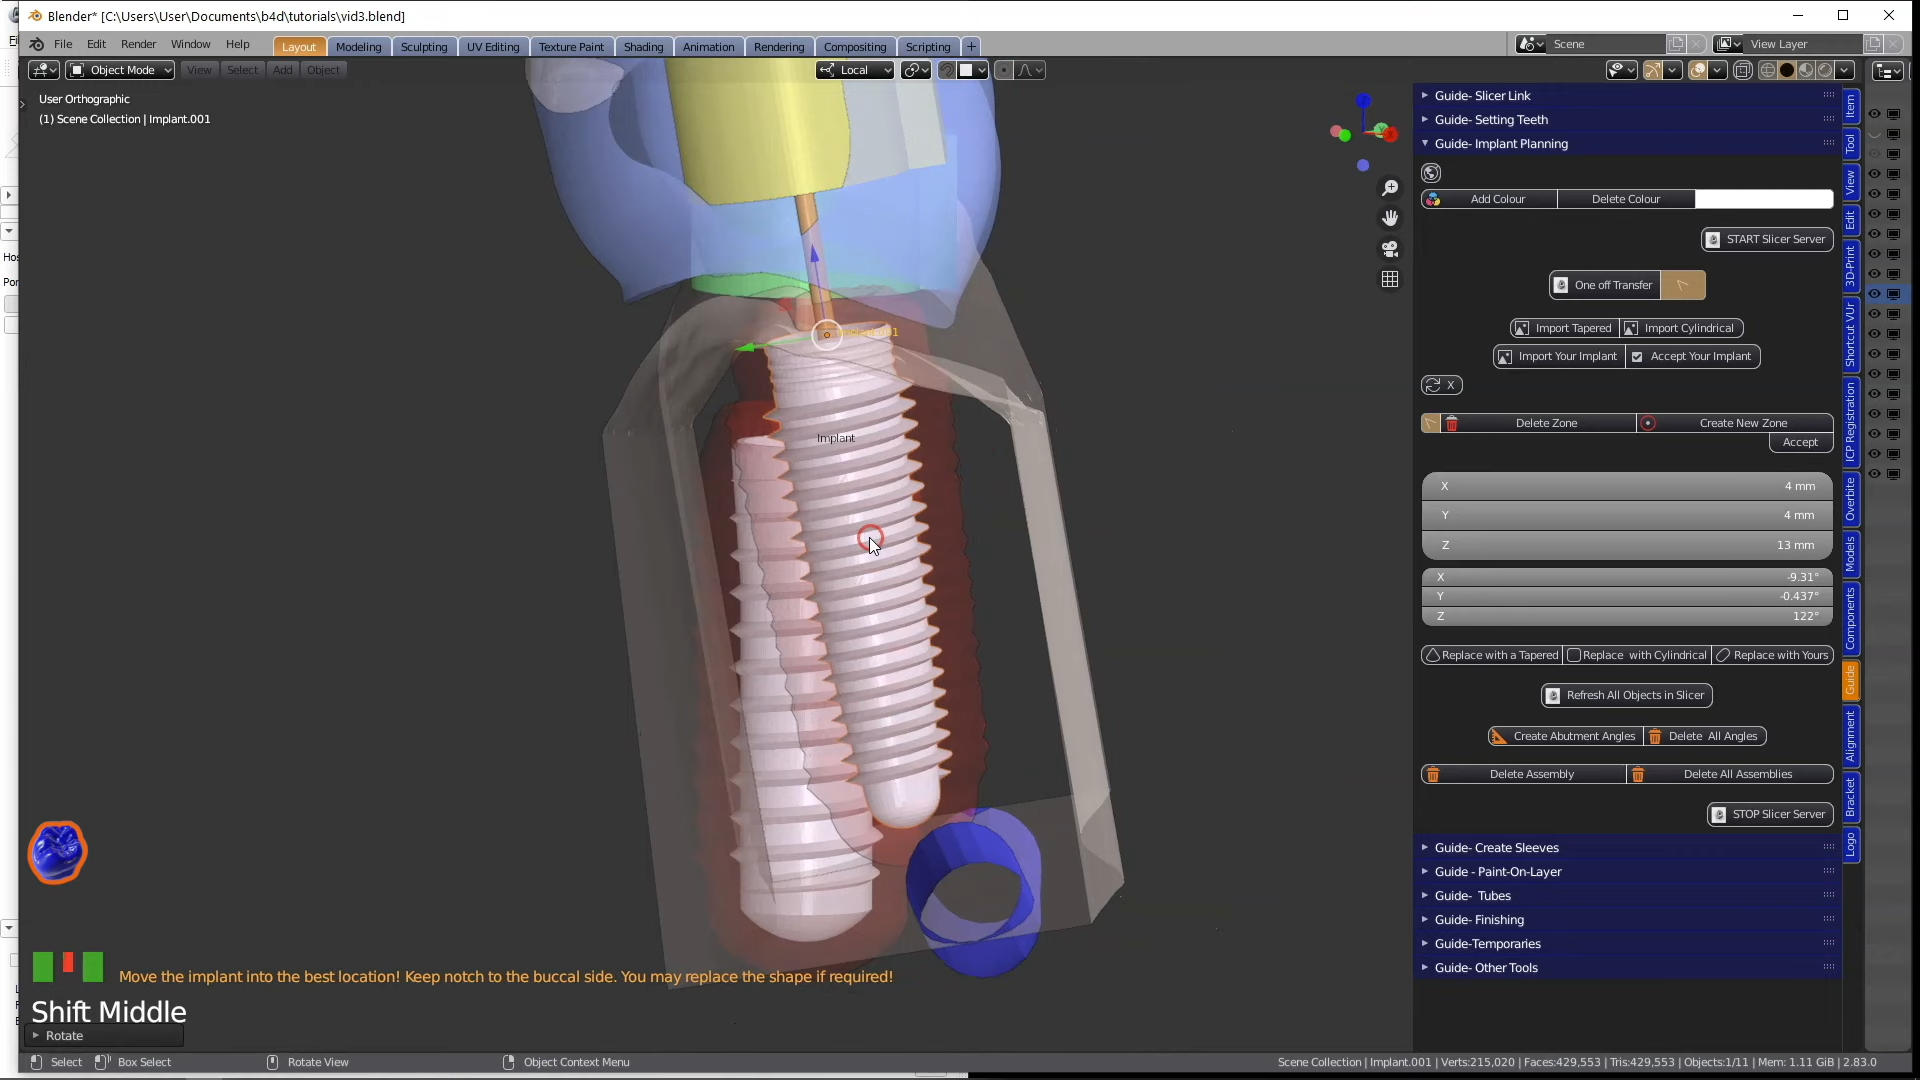 Blender* [C:\Users\User\Documents\b4d\tutorials\vid3.blend]
File Edit Render Window Help Layout Modeling Sculpting UV Editing Texture Paint Shading Animation Rendering Compositing Scripting + Scene View Layer
Object Mode View Select Add Object Local
User Orthographic
(1) Scene Collection | Implant.001
Implant
Guide- Slicer Link
Guide- Setting Teeth
Guide- Implant Planning
Add Colour Delete Colour
START Slicer Server
One off Transfer
Import Tapered Import Cylindrical
Import Your Implant Accept Your Implant
X
Delete Zone Create New Zone
Accept
X 4 mm
Y 4 mm
Z 13 mm
X -9.31°
Y -0.437°
Z 122°
Replace with a Tapered Replace with Cylindrical Replace with Yours
Refresh All Objects in Slicer
Create Abutment Angles Delete All Angles
Delete Assembly Delete All Assemblies
STOP Slicer Server
Guide- Create Sleeves
Guide - Paint-On-Layer
Guide- Tubes
Guide- Finishing
Guide-Temporaries
Guide- Other Tools
Item
Tool
View
Edit
3D-Print
Shortcut VUr
ICP Registration
Overbite
Models
Components
Guide
Alignment
Bracket
Logo
Move the implant into the best location! Keep notch to the buccal side. You may replace the shape if required!
Shift Middle
Rotate
Select Box Select Rotate View Object Context Menu Scene Collection | Implant.001 | Verts:215,020 | Faces:429,553 | Tris:429,553 | Objects:1/11 | Mem: 1.11 GiB | 2.83.0